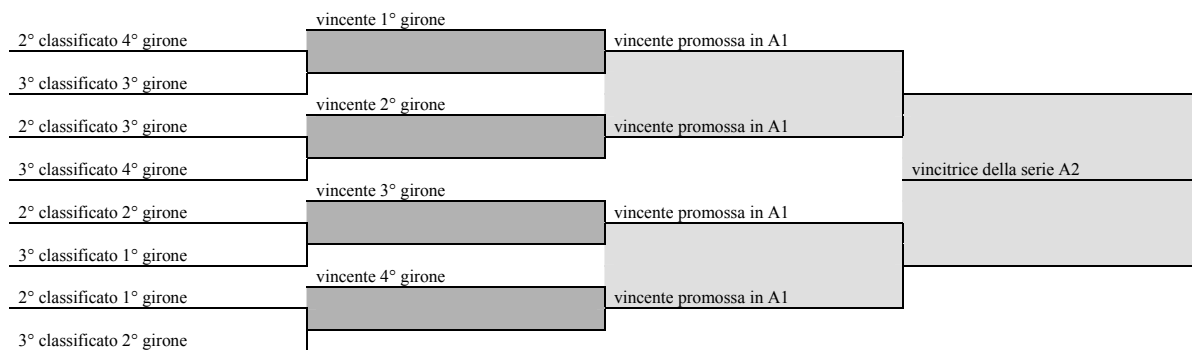 2° classificato 4° girone
3° classificato 3° girone
2° classificato 3° girone
3° classificato 4° girone
2° classificato 2° girone
3° classificato 1° girone
2° classificato 1° girone
3° classificato 2° girone
vincente 1° girone
vincente 2° girone
vincente 3° girone
vincente 4° girone
vincente promossa in A1
vincente promossa in A1
vincente promossa in A1
vincente promossa in A1
vincitrice della serie A2